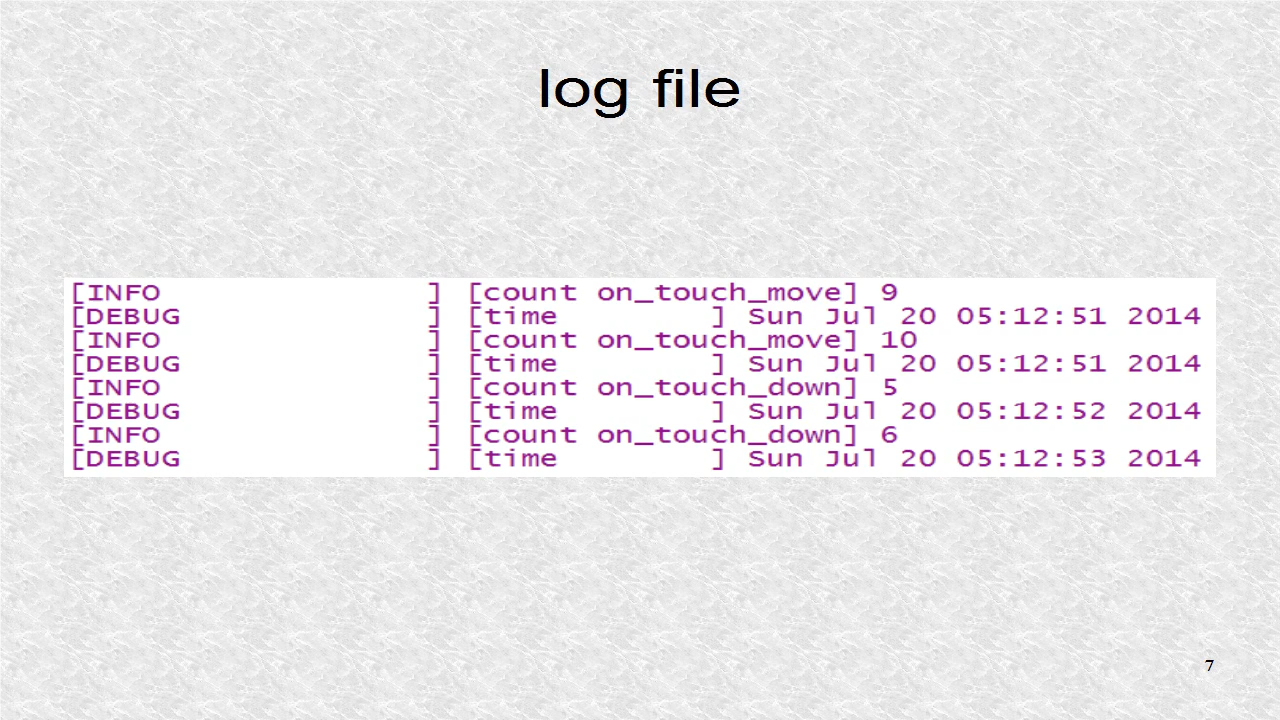 log file
[INFO              ] [count on_touch_move] 9
[DEBUG             ] [time        ] Sun Jul 20 05:12:51 2014
[INFO              ] [count on_touch_move] 10
[DEBUG             ] [time        ] Sun Jul 20 05:12:51 2014
[INFO              ] [count on_touch_down] 5
[DEBUG             ] [time        ] Sun Jul 20 05:12:52 2014
[INFO              ] [count on_touch_down] 6
[DEBUG             ] [time        ] Sun Jul 20 05:12:53 2014
7